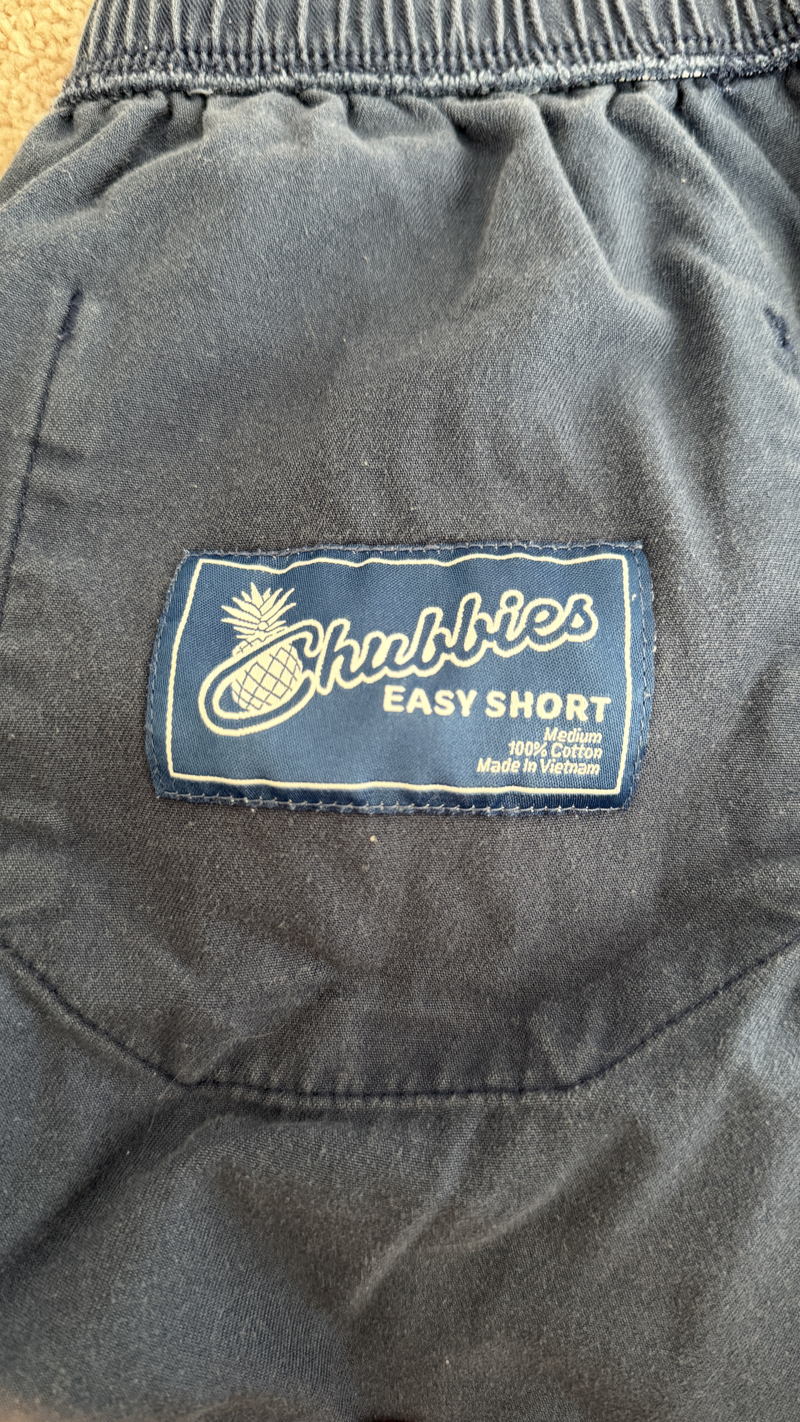 Chubbies
EASY SHORT
Medium
100% Cotton
Made In Vietnam